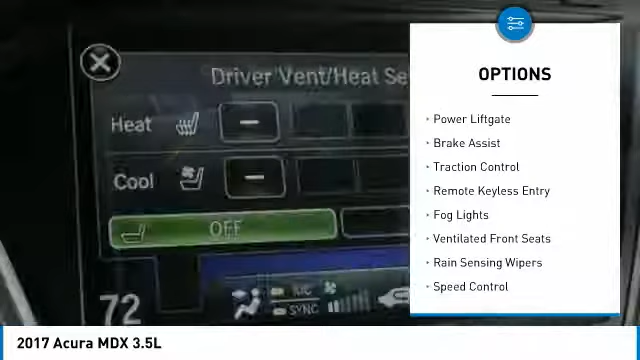 Driver Vent/Heat Se
Heat
Cool
OFF
72
A/C
SYNC
OPTIONS
Power Liftgate
Brake Assist
Traction Control
Remote Keyless Entry
Fog Lights
Ventilated Front Seats
Rain Sensing Wipers
Speed Control
2017 Acura MDX 3.5L